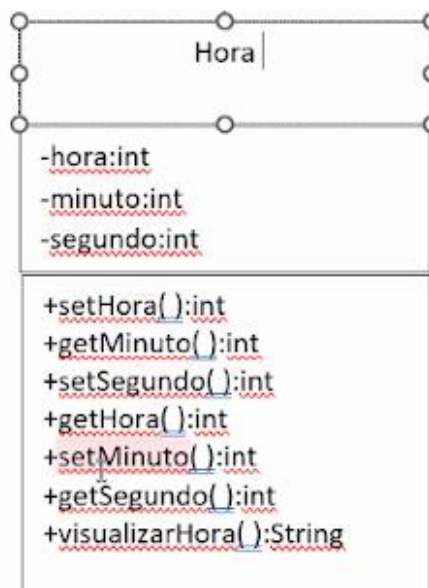 Hora
-hora:int
-minuto:int
-segundo:int
+setHora( ):int
+getMinuto( ):int
+setSegundo( ):int
+getHora( ):int
+setMinuto( ):int
+getSegundo( ):int
+visualizarHora( ):String